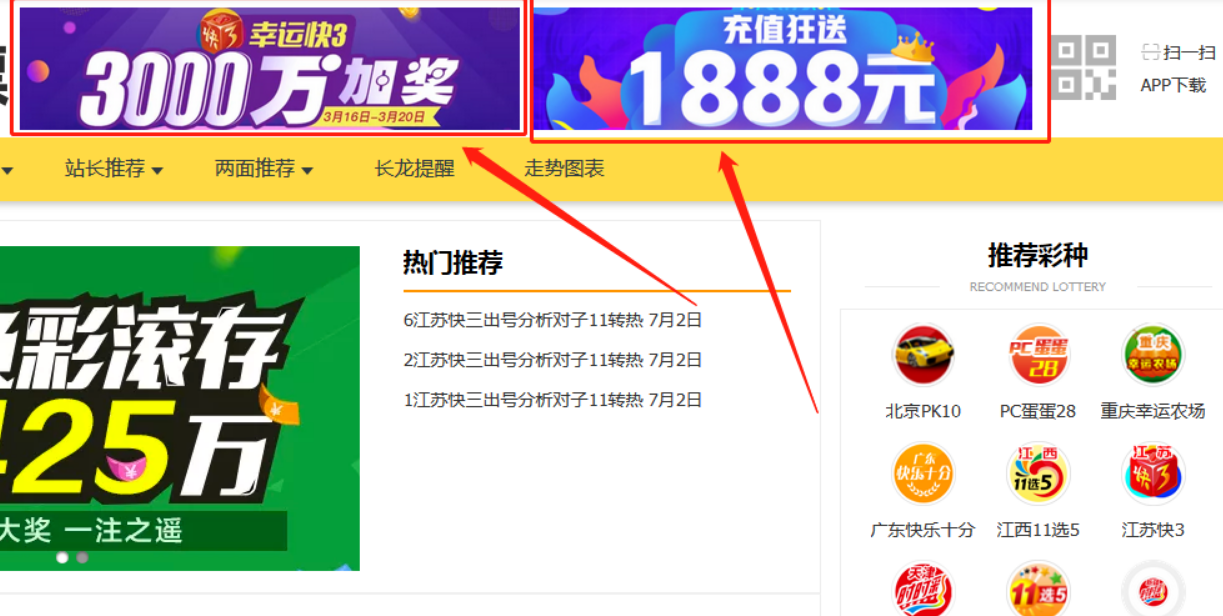 幸运快3
3000万加奖
3月16日-3月20日
充值狂送
1888元
扫一扫
APP下载
站长推荐
两面推荐
长龙提醒
走势图表
彩滚存
425万
大奖 一注之遥
热门推荐
6江苏快三出号分析对子11转热 7月2日
2江苏快三出号分析对子11转热 7月2日
1江苏快三出号分析对子11转热 7月2日
推荐彩种
RECOMMEND LOTTERY
PC蛋蛋
28
重庆
幸运农场
北京PK10
PC蛋蛋28
重庆幸运农场
广东
快乐十分
江西
11选5
江苏
快3
广东快乐十分
江西11选5
江苏快3
天津
时时彩
11选5